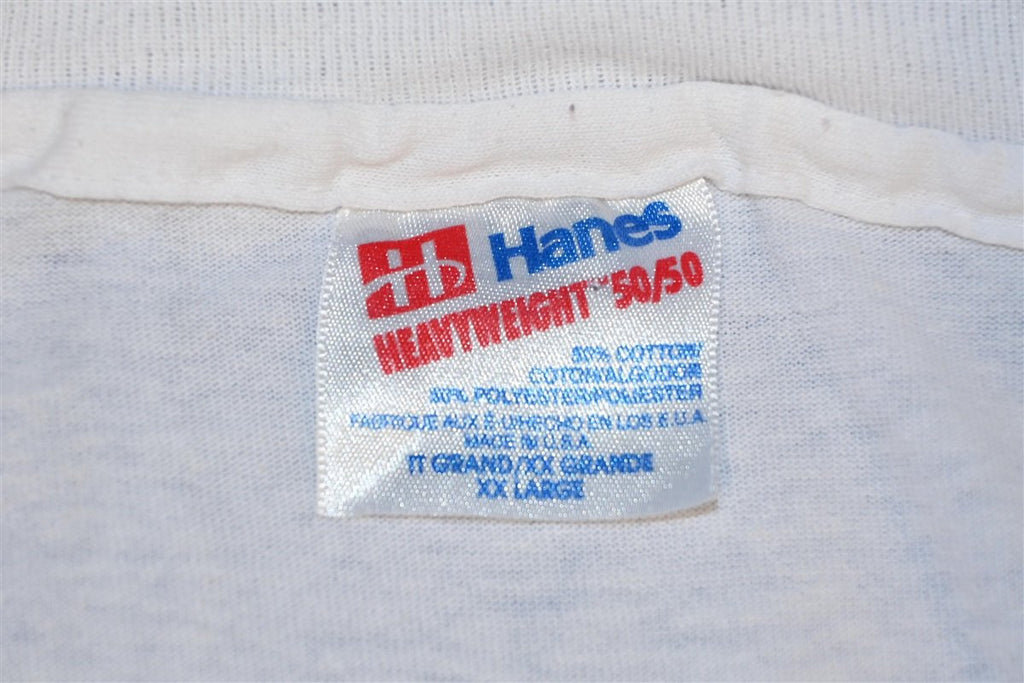 Hanes
HEAVYWEIGHT™ 50/50
50% COTTON/
COTON/ALGODON
50% POLYESTER/POLIESTER
FABRIQUE AUX É-U/HECHO EN LOS E.U.A.
MADE IN U.S.A.
TT GRAND/XX GRANDE
XX LARGE